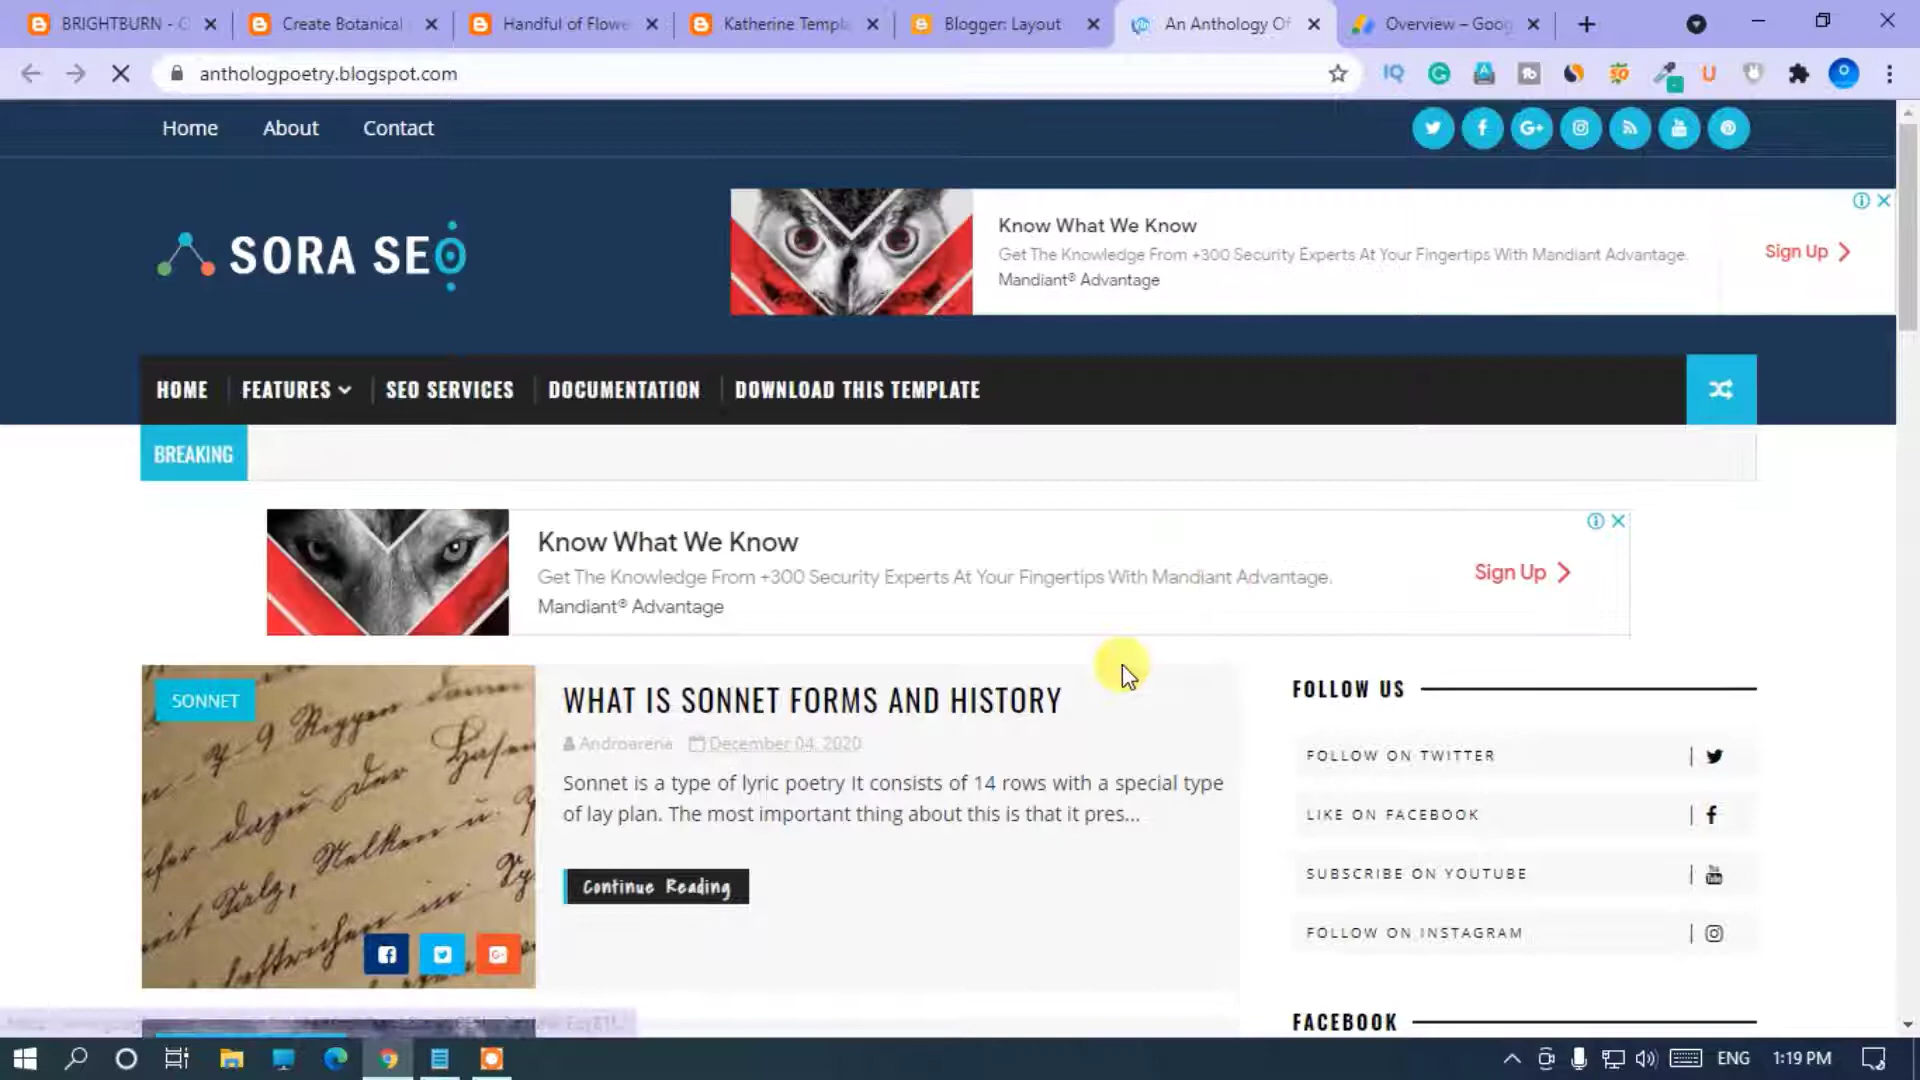 BRIGHTBURN - C
Create Botanical
Handful of Flowe
Katherine Templa
Blogger: Layout
An Anthology Of
Overview – Goog
anthologpoetry.blogspot.com
IQ
Home
About
Contact
SORA SEO
Know What We Know
Get The Knowledge From +300 Security Experts At Your Fingertips With Mandiant Advantage.
Mandiant® Advantage
Sign Up
HOME
FEATURES
SEO SERVICES
DOCUMENTATION
DOWNLOAD THIS TEMPLATE
BREAKING
Know What We Know
Get The Knowledge From +300 Security Experts At Your Fingertips With Mandiant Advantage.
Mandiant® Advantage
Sign Up
SONNET
WHAT IS SONNET FORMS AND HISTORY
Androarena December 04, 2020
Sonnet is a type of lyric poetry It consists of 14 rows with a special type
of lay plan. The most important thing about this is that it pres...
Continue Reading
FOLLOW US
FOLLOW ON TWITTER
LIKE ON FACEBOOK
SUBSCRIBE ON YOUTUBE
FOLLOW ON INSTAGRAM
FACEBOOK
ENG
1:19 PM